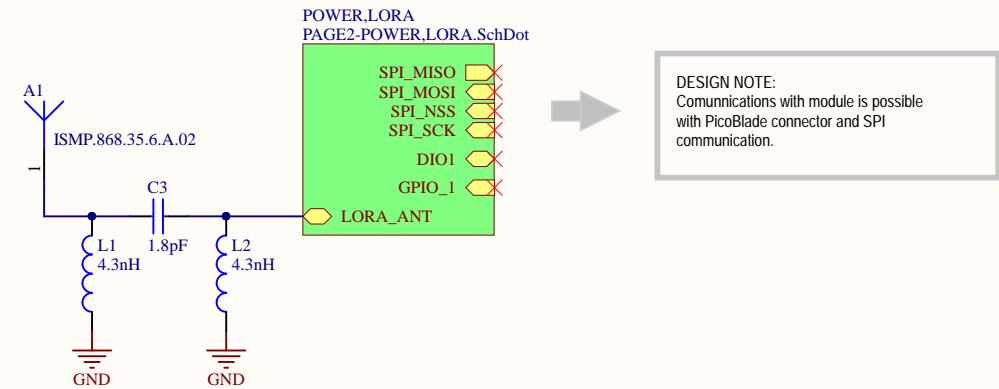 POWER,LORA
PAGE2-POWER,LORA.SchDot
SPI_MISO
SPI_MOSI
SPI_NSS
SPI_SCK
DIO1
GPIO_1
LORA_ANT
A1
ISMP.868.35.6.A.02
1
C3
1.8pF
L1
4.3nH
L2
4.3nH
GND
GND
DESIGN NOTE:
Comunnications with module is possible
with PicoBlade connector and SPI
communication.